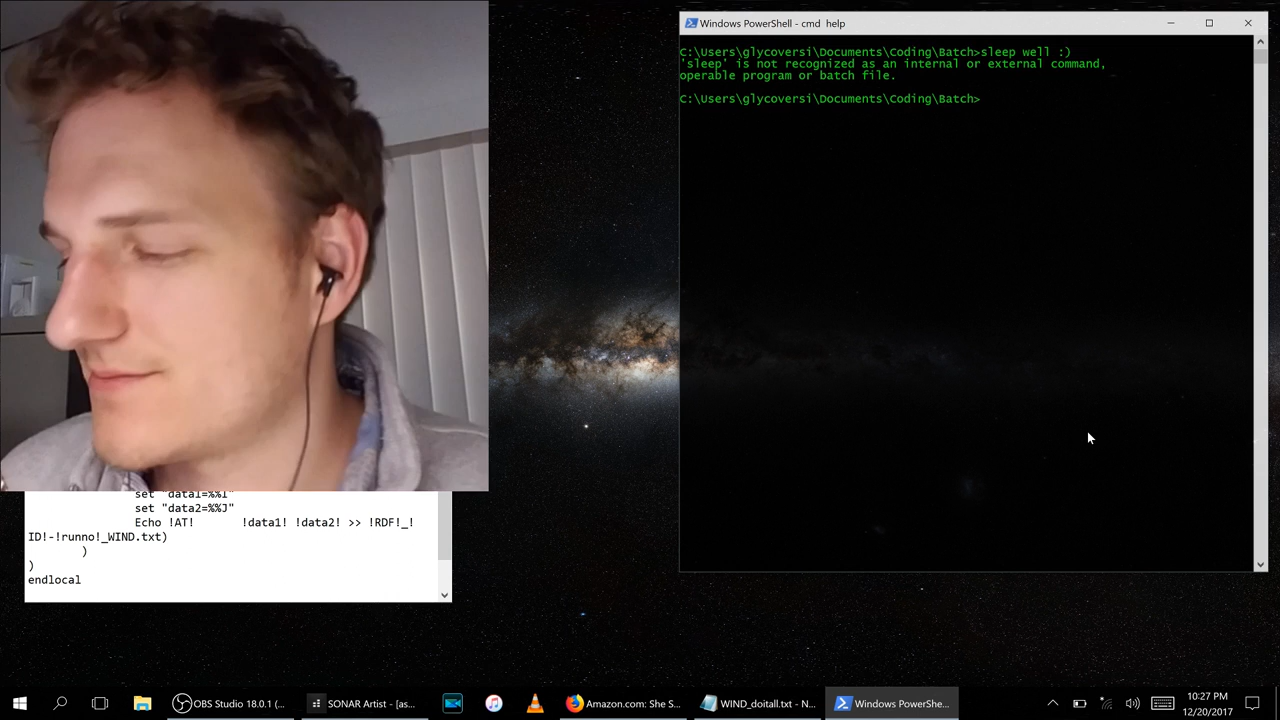 Windows PowerShell - cmd  help
C:\Users\glycoversi\Documents\Coding\Batch>sleep well :)
'sleep' is not recognized as an internal or external command,
operable program or batch file.
C:\Users\glycoversi\Documents\Coding\Batch>
set "data1=%%I"
set "data2=%%J"
Echo !AT!       !data1! !data2! >> !RDF!_!
ID!-!runno!_WIND.txt)
)
)
endlocal
OBS Studio 18.0.1 (...
SONAR Artist - [as...
Amazon.com: She S...
WIND_doitall.txt - N...
Windows PowerShe...
10:27 PM
12/20/2017